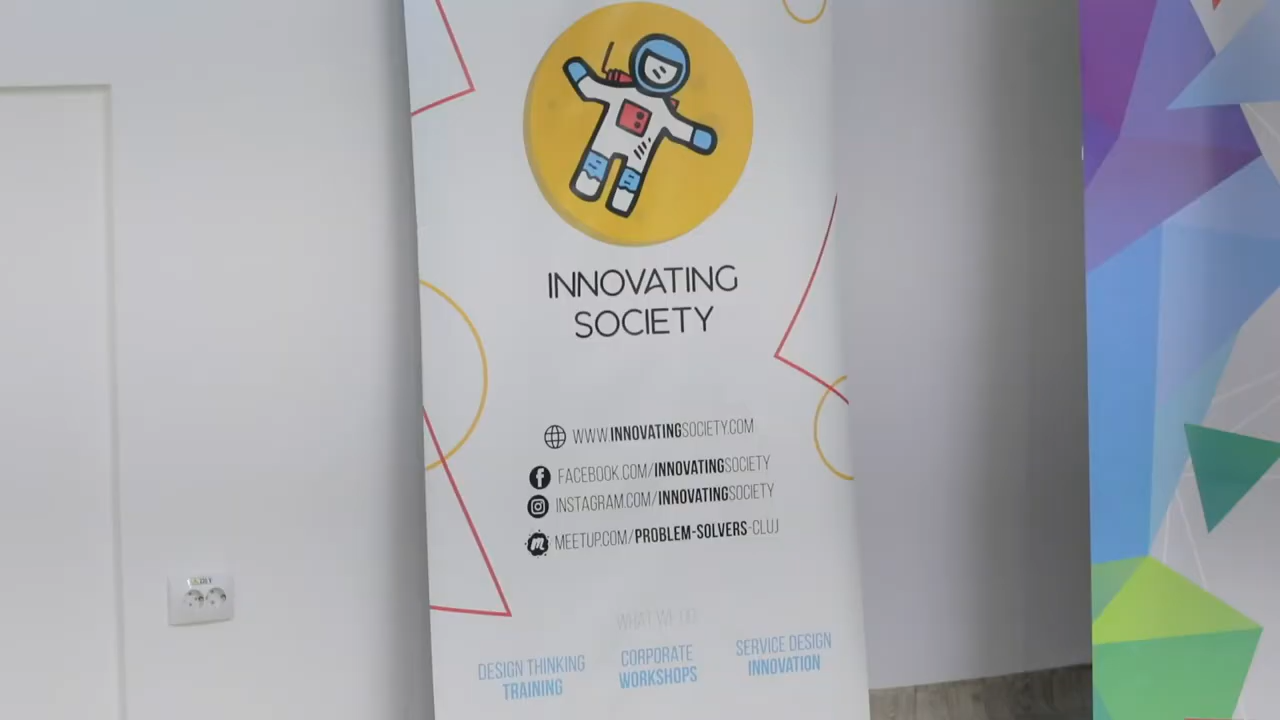 INNOVATING
SOCIETY
WWW.INNOVATINGSOCIETY.COM
FACEBOOK.COM/INNOVATINGSOCIETY
INSTAGRAM.COM/INNOVATINGSOCIETY
MEETUP.COM/PROBLEM-SOLVERS-CLUJ
WHAT WE DO
DESIGN THINKING
TRAINING
CORPORATE
WORKSHOPS
SERVICE DESIGN
INNOVATION